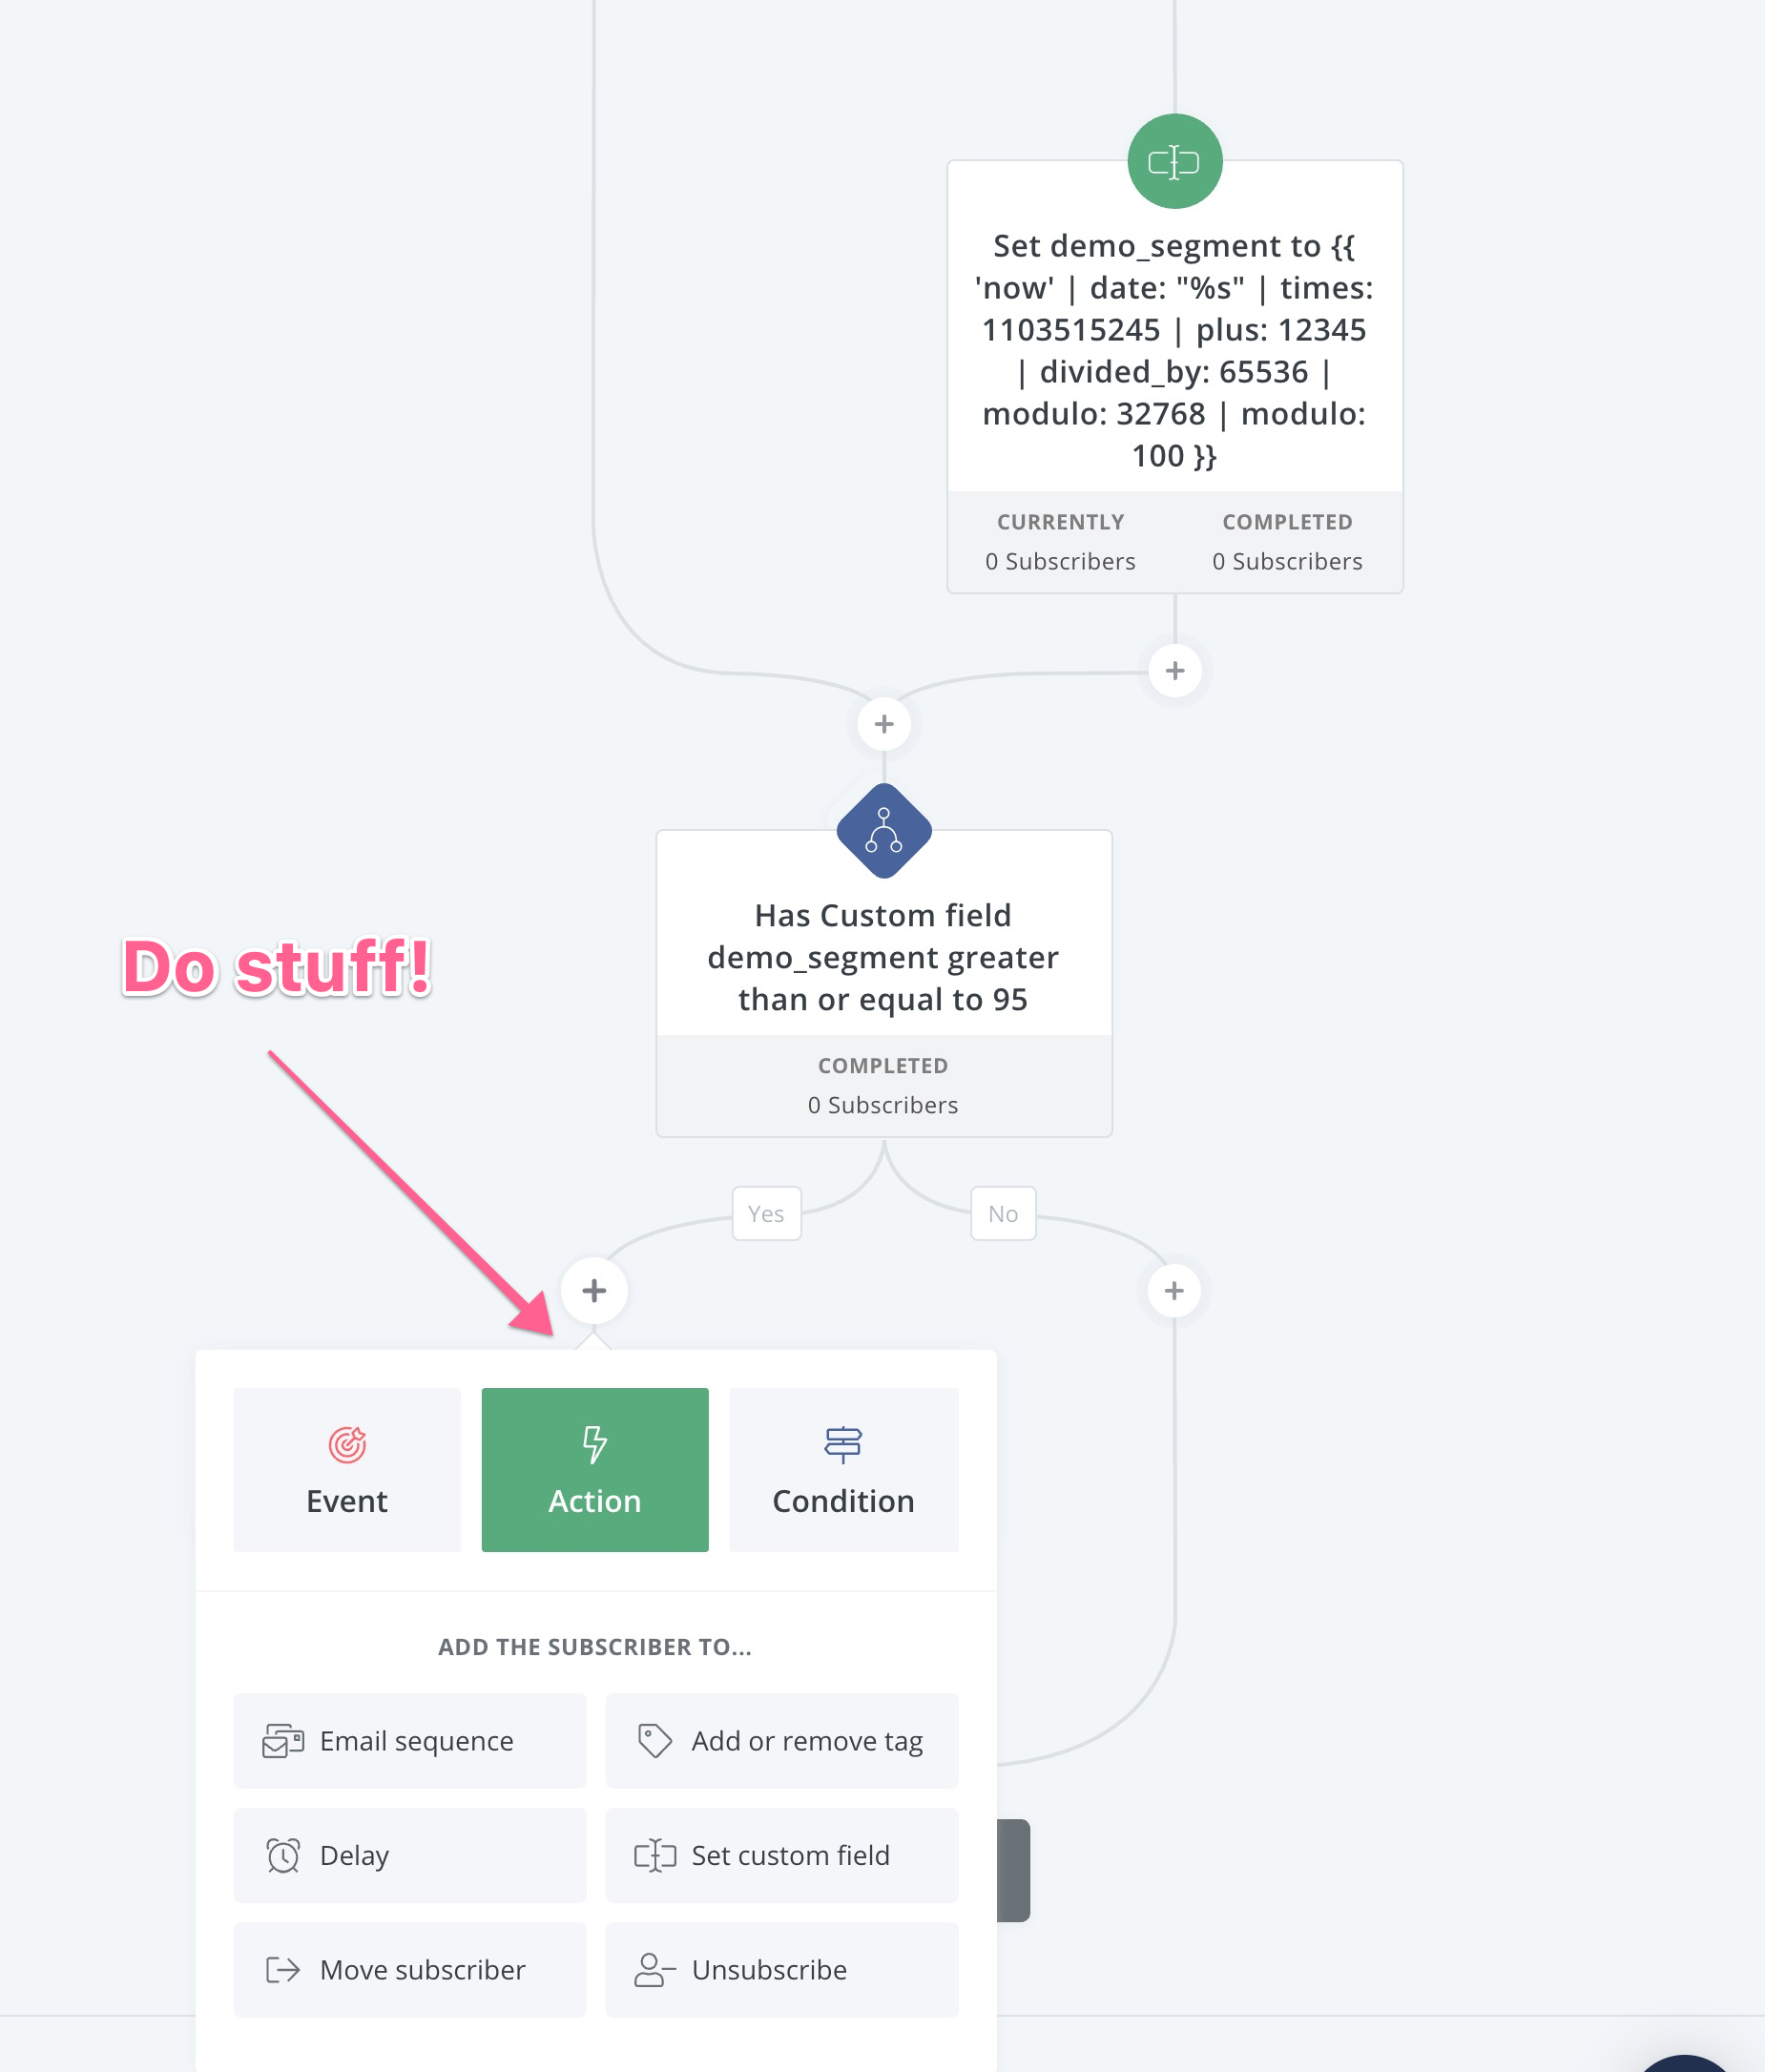 Set demo_segment to {{
'now' | date: "%s" | times:
1103515245 | plus: 12345
| divided_by: 65536 |
modulo: 32768 | modulo:
100 }}
CURRENTLY COMPLETED
0 Subscribers 0 Subscribers
Has Custom field
demo_segment greater
than or equal to 95
COMPLETED
0 Subscribers
Do stuff!
Yes No
Event Action Condition
ADD THE SUBSCRIBER TO...
Email sequence Add or remove tag
Delay Set custom field
Move subscriber Unsubscribe